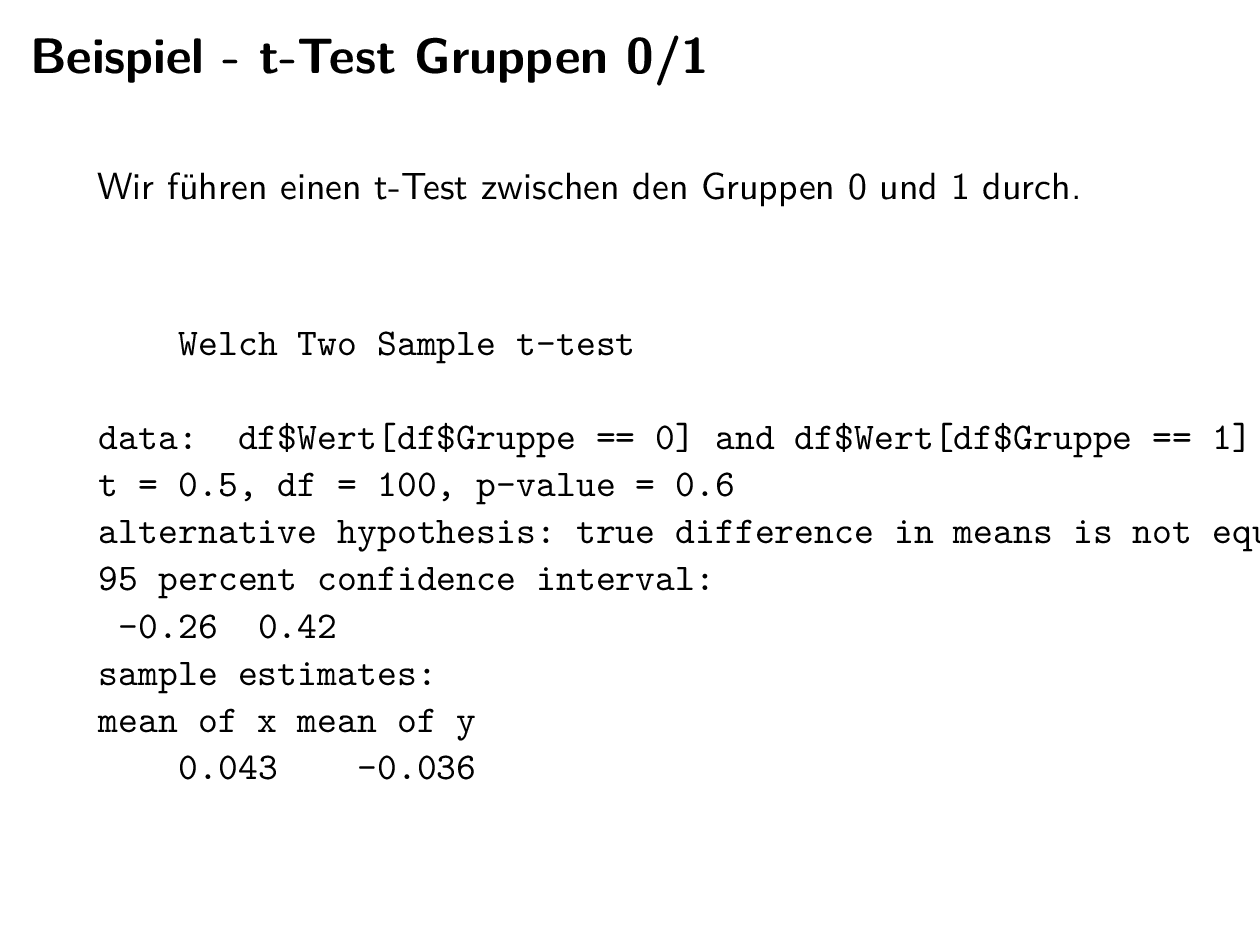 Beispiel - t-Test Gruppen 0/1
Wir führen einen t-Test zwischen den Gruppen 0 und 1 durch.
Welch Two Sample t-test
data:  df$Wert[df$Gruppe == 0] and df$Wert[df$Gruppe == 1]
t = 0.5, df = 100, p-value = 0.6
alternative hypothesis: true difference in means is not equ
95 percent confidence interval:
-0.26  0.42
sample estimates:
mean of x mean of y
0.043    -0.036